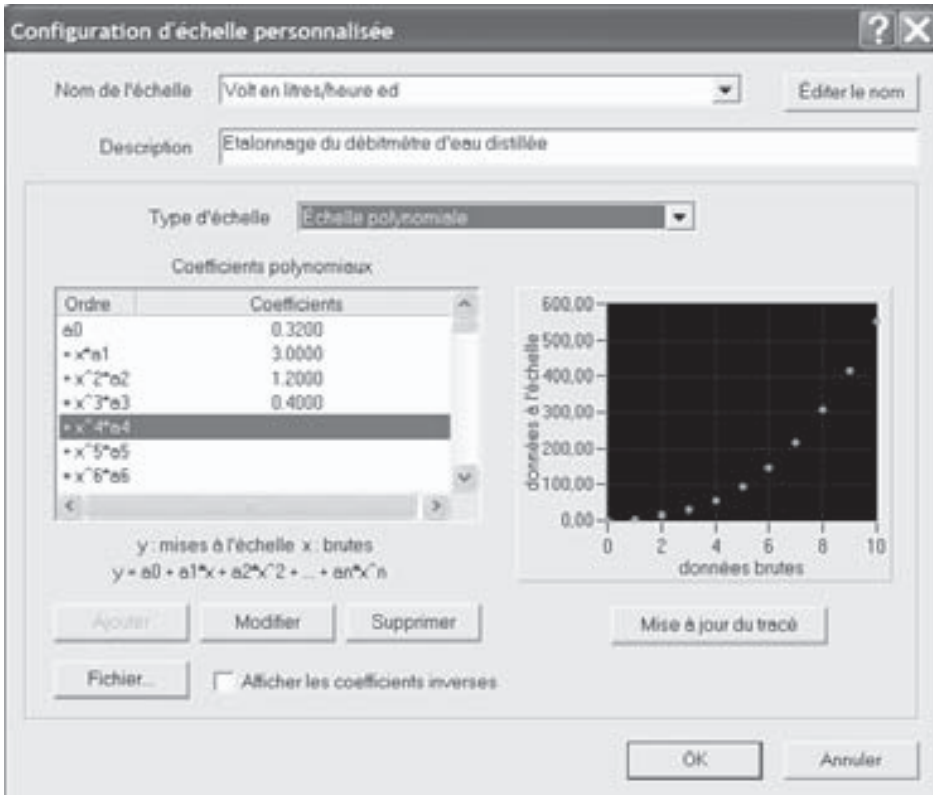 Configuration d'échelle personnalisée
Nom de l'échelle Volt en litres/heure ed Éditer le nom
Description Etalonnage du débitmètre d'eau distillée
Type d'échelle Echelle polynomiale
Coefficients polynomiaux
Ordre Coefficients
a0 0.3200
+ x*a1 3.0000
+ x^2*a2 1.2000
+ x^3*a3 0.4000
+ x^4*a4
+ x^5*a5
+ x^6*a6
y : mises à l'échelle x : brutes
y = a0 + a1*x + a2*x^2 + ... + an*x^n
données à l'échelle
600,00
500,00
400,00
300,00
200,00
100,00
0,00
0 2 4 6 8 10
données brutes
Ajouter Modifier Supprimer Mise à jour du tracé
Fichier... Afficher les coefficients inverses
OK Annuler